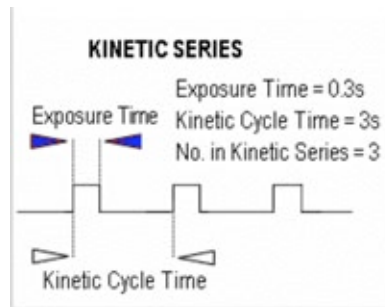 KINETIC SERIES
Exposure Time = 0.3s
Exposure Time
Kinetic Cycle Time = 3s
No. in Kinetic Series = 3
Kinetic Cycle Time